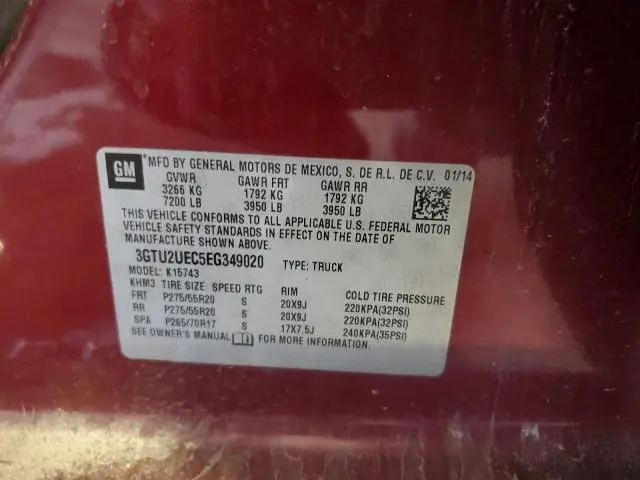 GM
*MFD BY GENERAL MOTORS DE MEXICO, S. DE R.L. DE C.V. 01/14
GVWR GAWR FRT GAWR RR
3266 KG 1792 KG 1792 KG
7200 LB 3950 LB 3950 LB
THIS VEHICLE CONFORMS TO ALL APPLICABLE U.S. FEDERAL MOTOR
VEHICLE SAFETY STANDARDS IN EFFECT ON THE DATE OF
MANUFACTURE SHOWN ABOVE.
3GTU2UEC5EG349020 TYPE: TRUCK
MODEL: K15743
KHM3 TIRE SIZE SPEED RTG RIM COLD TIRE PRESSURE
FRT P275/55R20 S 20X9J 220KPA(32PSI)
RR P275/55R20 S 20X9J 220KPA(32PSI)
SPA P265/70R17 S 17X7.5J 240KPA(35PSI)
SEE OWNER'S MANUAL FOR MORE INFORMATION.